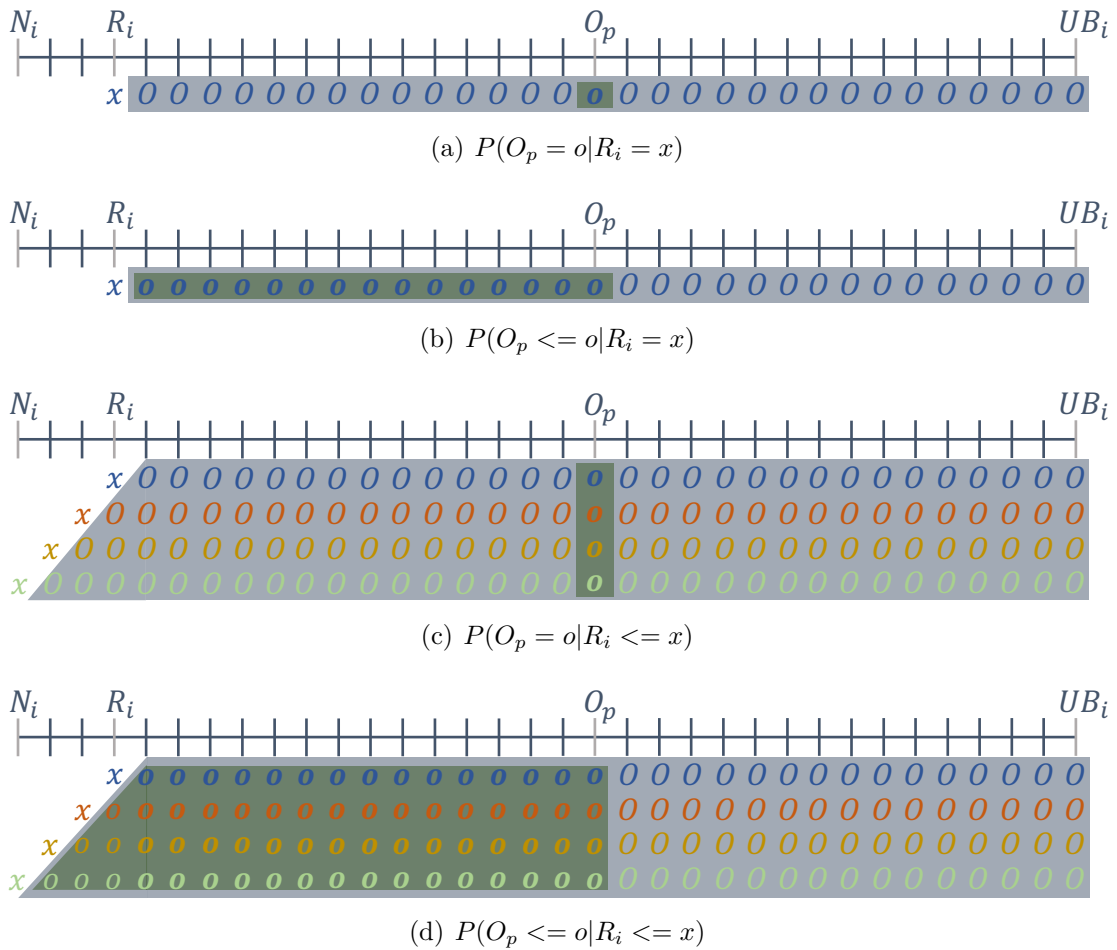 N_i R_i O_p UB_i
x O O O O O O O O O O O O O O o O O O O O O O O O O O O O O O
(a) P(O_p = o|R_i = x)
N_i R_i O_p UB_i
x o o o o o o o o o o o o o o o O O O O O O O O O O O O O O O
(b) P(O_p <= o|R_i = x)
N_i R_i O_p UB_i
x O O O O O O O O O O O O O O o O O O O O O O O O O O O O O O
x O O O O O O O O O O O O O O O o O O O O O O O O O O O O O O O
x O O O O O O O O O O O O O O O O o O O O O O O O O O O O O O O O
x O O O O O O O O O O O O O O O O O o O O O O O O O O O O O O O O O
(c) P(O_p = o|R_i <= x)
N_i R_i O_p UB_i
x o o o o o o o o o o o o o o o O O O O O O O O O O O O O O O
x o o o o o o o o o o o o o o o o O O O O O O O O O O O O O O O
x o o o o o o o o o o o o o o o o o O O O O O O O O O O O O O O O
x o o o o o o o o o o o o o o o o o o O O O O O O O O O O O O O O O
(d) P(O_p <= o|R_i <= x)